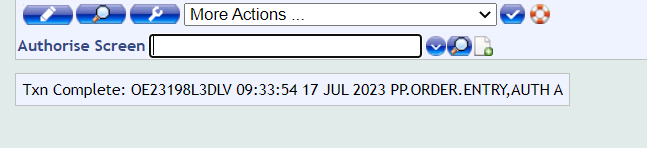 More Actions ...
Authorise Screen
Txn Complete: OE23198L3DLV 09:33:54 17 JUL 2023 PP.ORDER.ENTRY,AUTH A